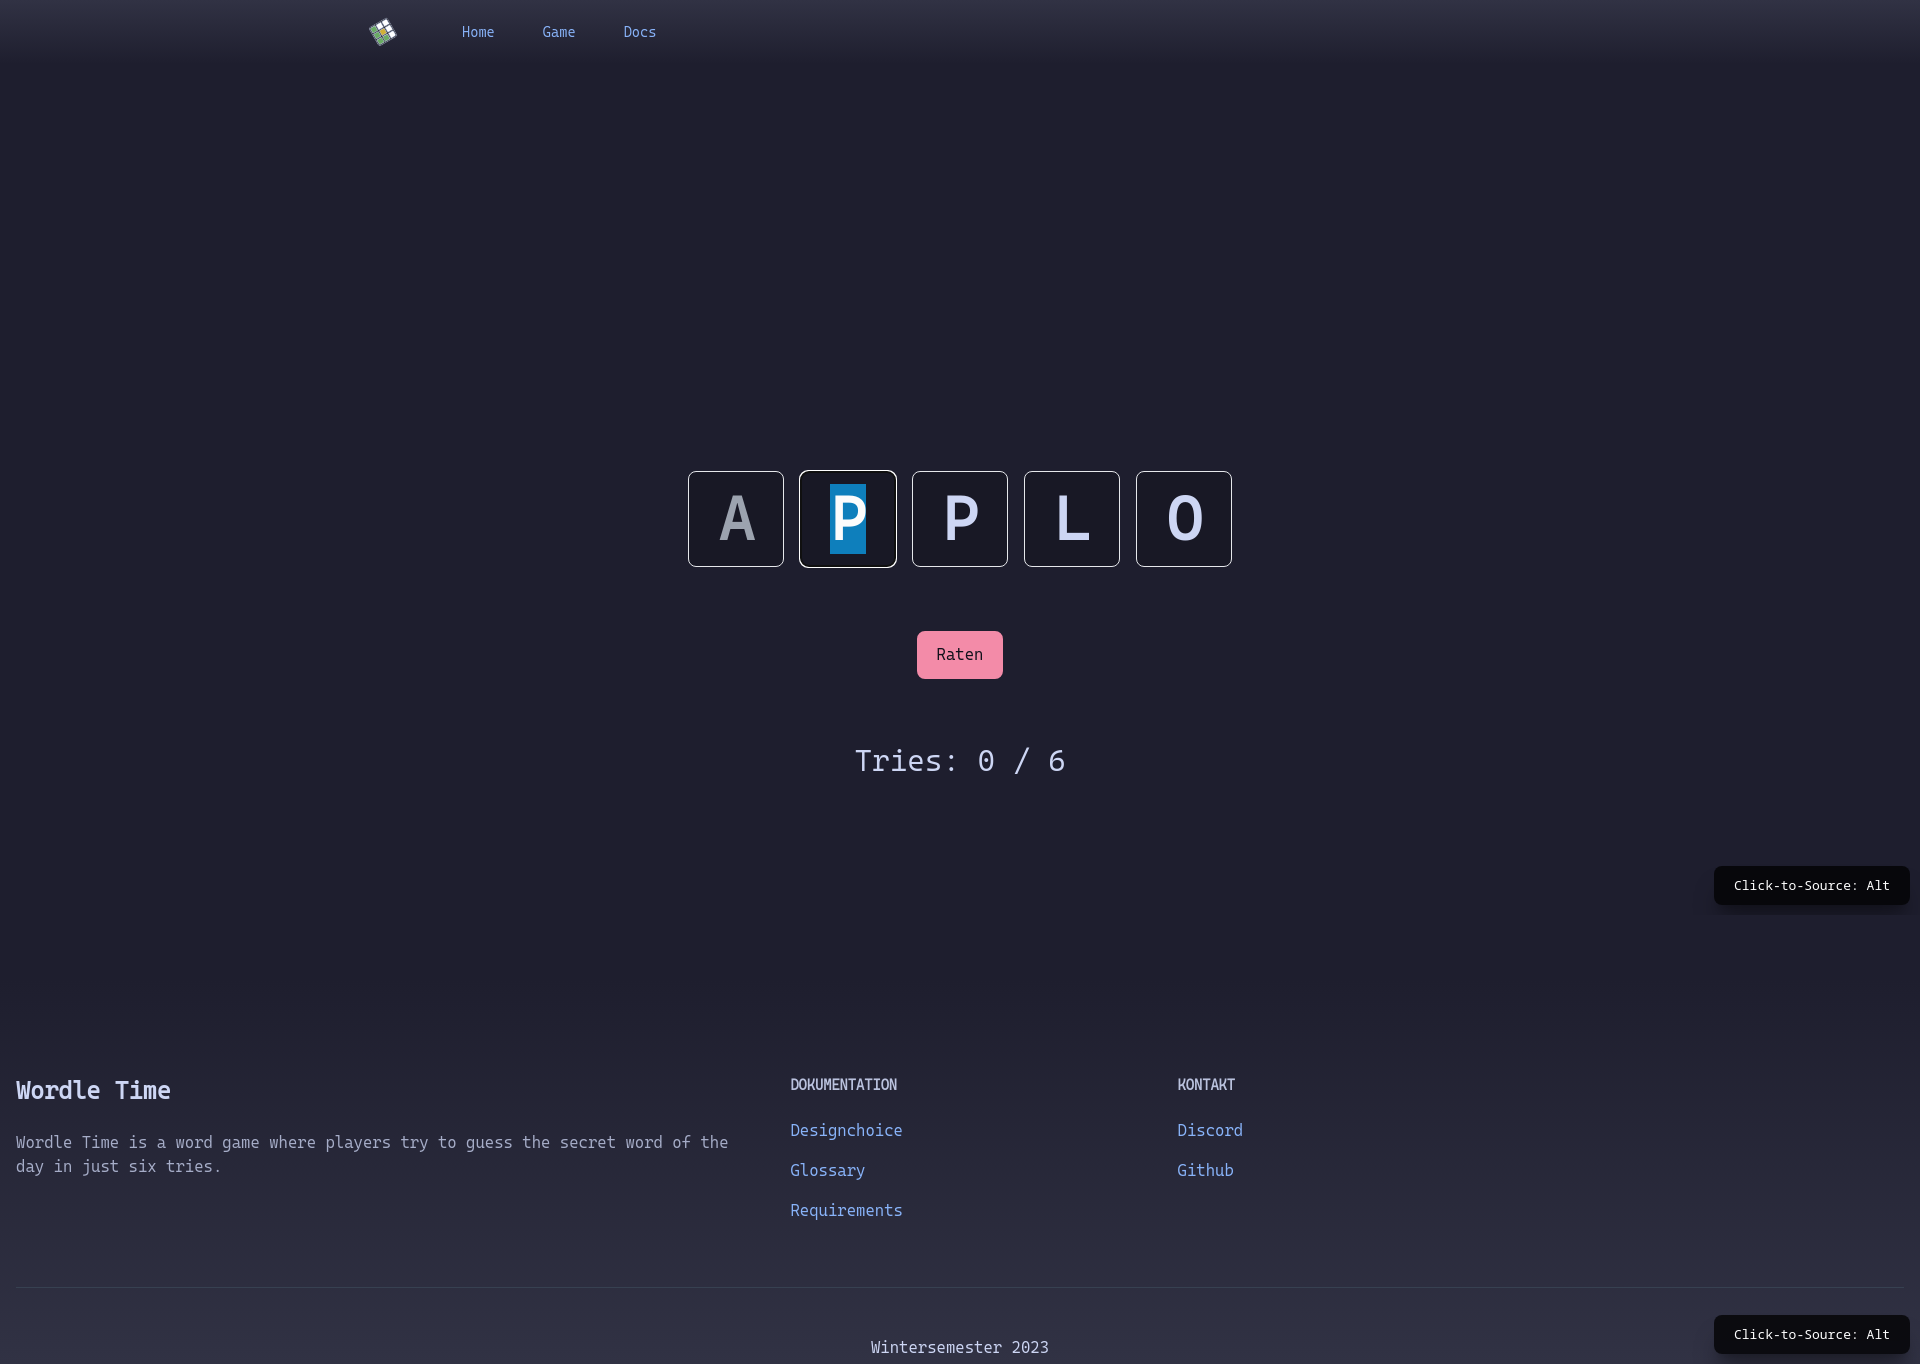 Home Game Docs
A P P L O
Raten
Tries: 0 / 6
Click-to-Source: Alt
Wordle Time
Wordle Time is a word game where players try to guess the secret word of the
day in just six tries.
DOKUMENTATION
Designchoice
Glossary
Requirements
KONTAKT
Discord
Github
Wintersemester 2023
Click-to-Source: Alt